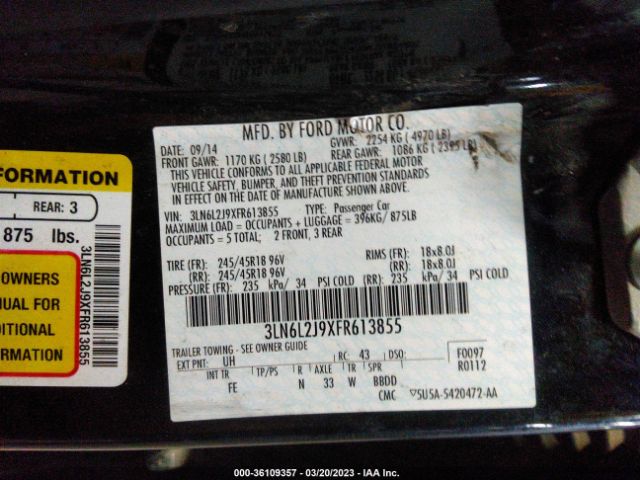 MFD. BY FORD MOTOR CO.
DATE: 09/14
GVWR: 2254 KG ( 4970 LB)
FRONT GAWR: 1170 KG ( 2580 LB)
REAR GAWR: 1086 KG ( 2395 LB)
THIS VEHICLE CONFORMS TO ALL APPLICABLE FEDERAL MOTOR
VEHICLE SAFETY, BUMPER, AND THEFT PREVENTION STANDARDS
IN EFFECT ON THE DATE OF MANUFACTURE SHOWN ABOVE.
VIN: 3LN6L2J9XFR613855 TYPE: Passenger Car
MAXIMUM LOAD = OCCUPANTS + LUGGAGE = 396KG/ 875LB
OCCUPANTS = 5 TOTAL; 2 FRONT, 3 REAR
TIRE (FR): 245/45R18 96V RIMS (FR): 18x8.0J
(RR): 245/45R18 96V (RR): 18x8.0J
PRESSURE (FR): 235 kPa/ 34 PSI COLD (RR): 235 kPa/ 34 PSI COLD
3LN6L2J9XFR613855
TRAILER TOWING - SEE OWNER GUIDE
EXT PNT: UH RC: 43 DSO: F0097
INT TR TP/PS R AXLE TR SPR R0112
FE N 33 W BBDD
CMC ▽5U5A-5420472-AA
FORMATION
REAR: 3
875 lbs.
OWNERS
NUAL FOR
DITIONAL
FORMATION
3LN6L2J9XFR613855
000-36109357 - 03/20/2023 - IAA Inc.